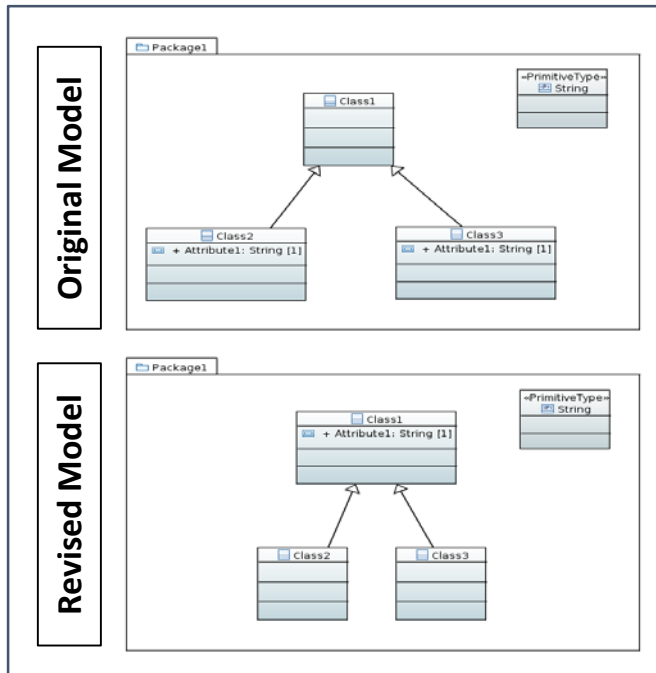 Original Model
Package1
«PrimitiveType»
String
Class1
Class2
+ Attribute1: String [1]
Class3
+ Attribute1: String [1]
Revised Model
Package1
«PrimitiveType»
String
Class1
+ Attribute1: String [1]
Class2
Class3